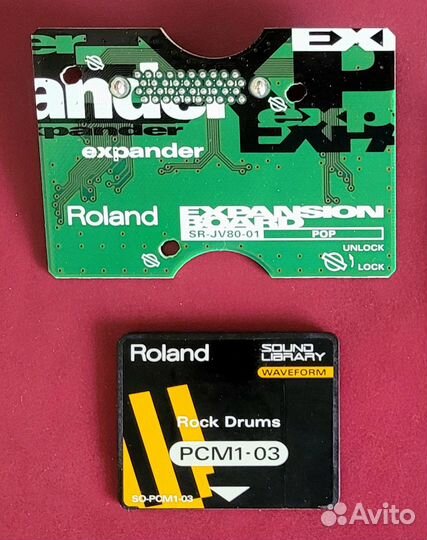 er
EXP
ander
exp
expander
EXP
expander
Roland
EXPANSION
BOARD
SR-JV80-01 POP
UNLOCK
LOCK
Roland
SOUND
LIBRARY
WAVEFORM
Rock Drums
PCM1-03
SO-PCM1-03
Avito